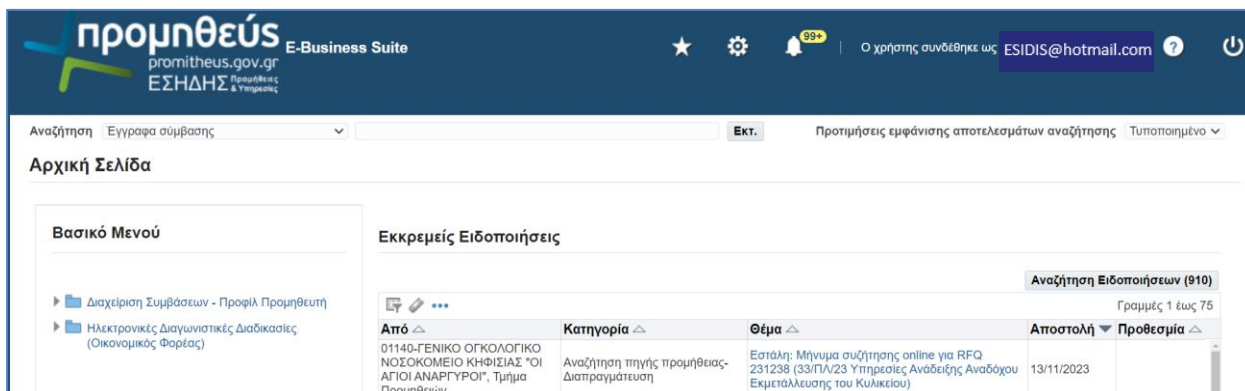 προμηθεύς E-Business Suite
promitheus.gov.gr
ΕΣΗΔΗΣ Προμήθειες & Υπηρεσίες
99+
Ο χρήστης συνδέθηκε ως ESIDIS@hotmail.com ?
Αναζήτηση Έγγραφα σύμβασης Εκτ. Προτιμήσεις εμφάνισης αποτελεσμάτων αναζήτησης Τυποποιημένο
Αρχική Σελίδα
Βασικό Μενού
Διαχείριση Συμβάσεων - Προφίλ Προμηθευτή
Ηλεκτρονικές Διαγωνιστικές Διαδικασίες
(Οικονομικός Φορέας)
Εκκρεμείς Ειδοποιήσεις
Αναζήτηση Ειδοποιήσεων (910)
Γραμμές 1 έως 75
Από Κατηγορία Θέμα Αποστολή Προθεσμία
01140-ΓΕΝΙΚΟ ΟΓΚΟΛΟΓΙΚΟ
ΝΟΣΟΚΟΜΕΙΟ ΚΗΦΙΣΙΑΣ "ΟΙ
ΑΓΙΟΙ ΑΝΑΡΓΥΡΟΙ", Τμήμα
Προμηθειών
Αναζήτηση πηγής προμήθειας-
Διαπραγμάτευση
Εστάλη: Μήνυμα συζήτησης online για RFQ
231238 (33/ΠΛ/23 Υπηρεσίες Ανάδειξης Αναδόχου
Εκμετάλλευσης του Κυλικείου)
13/11/2023